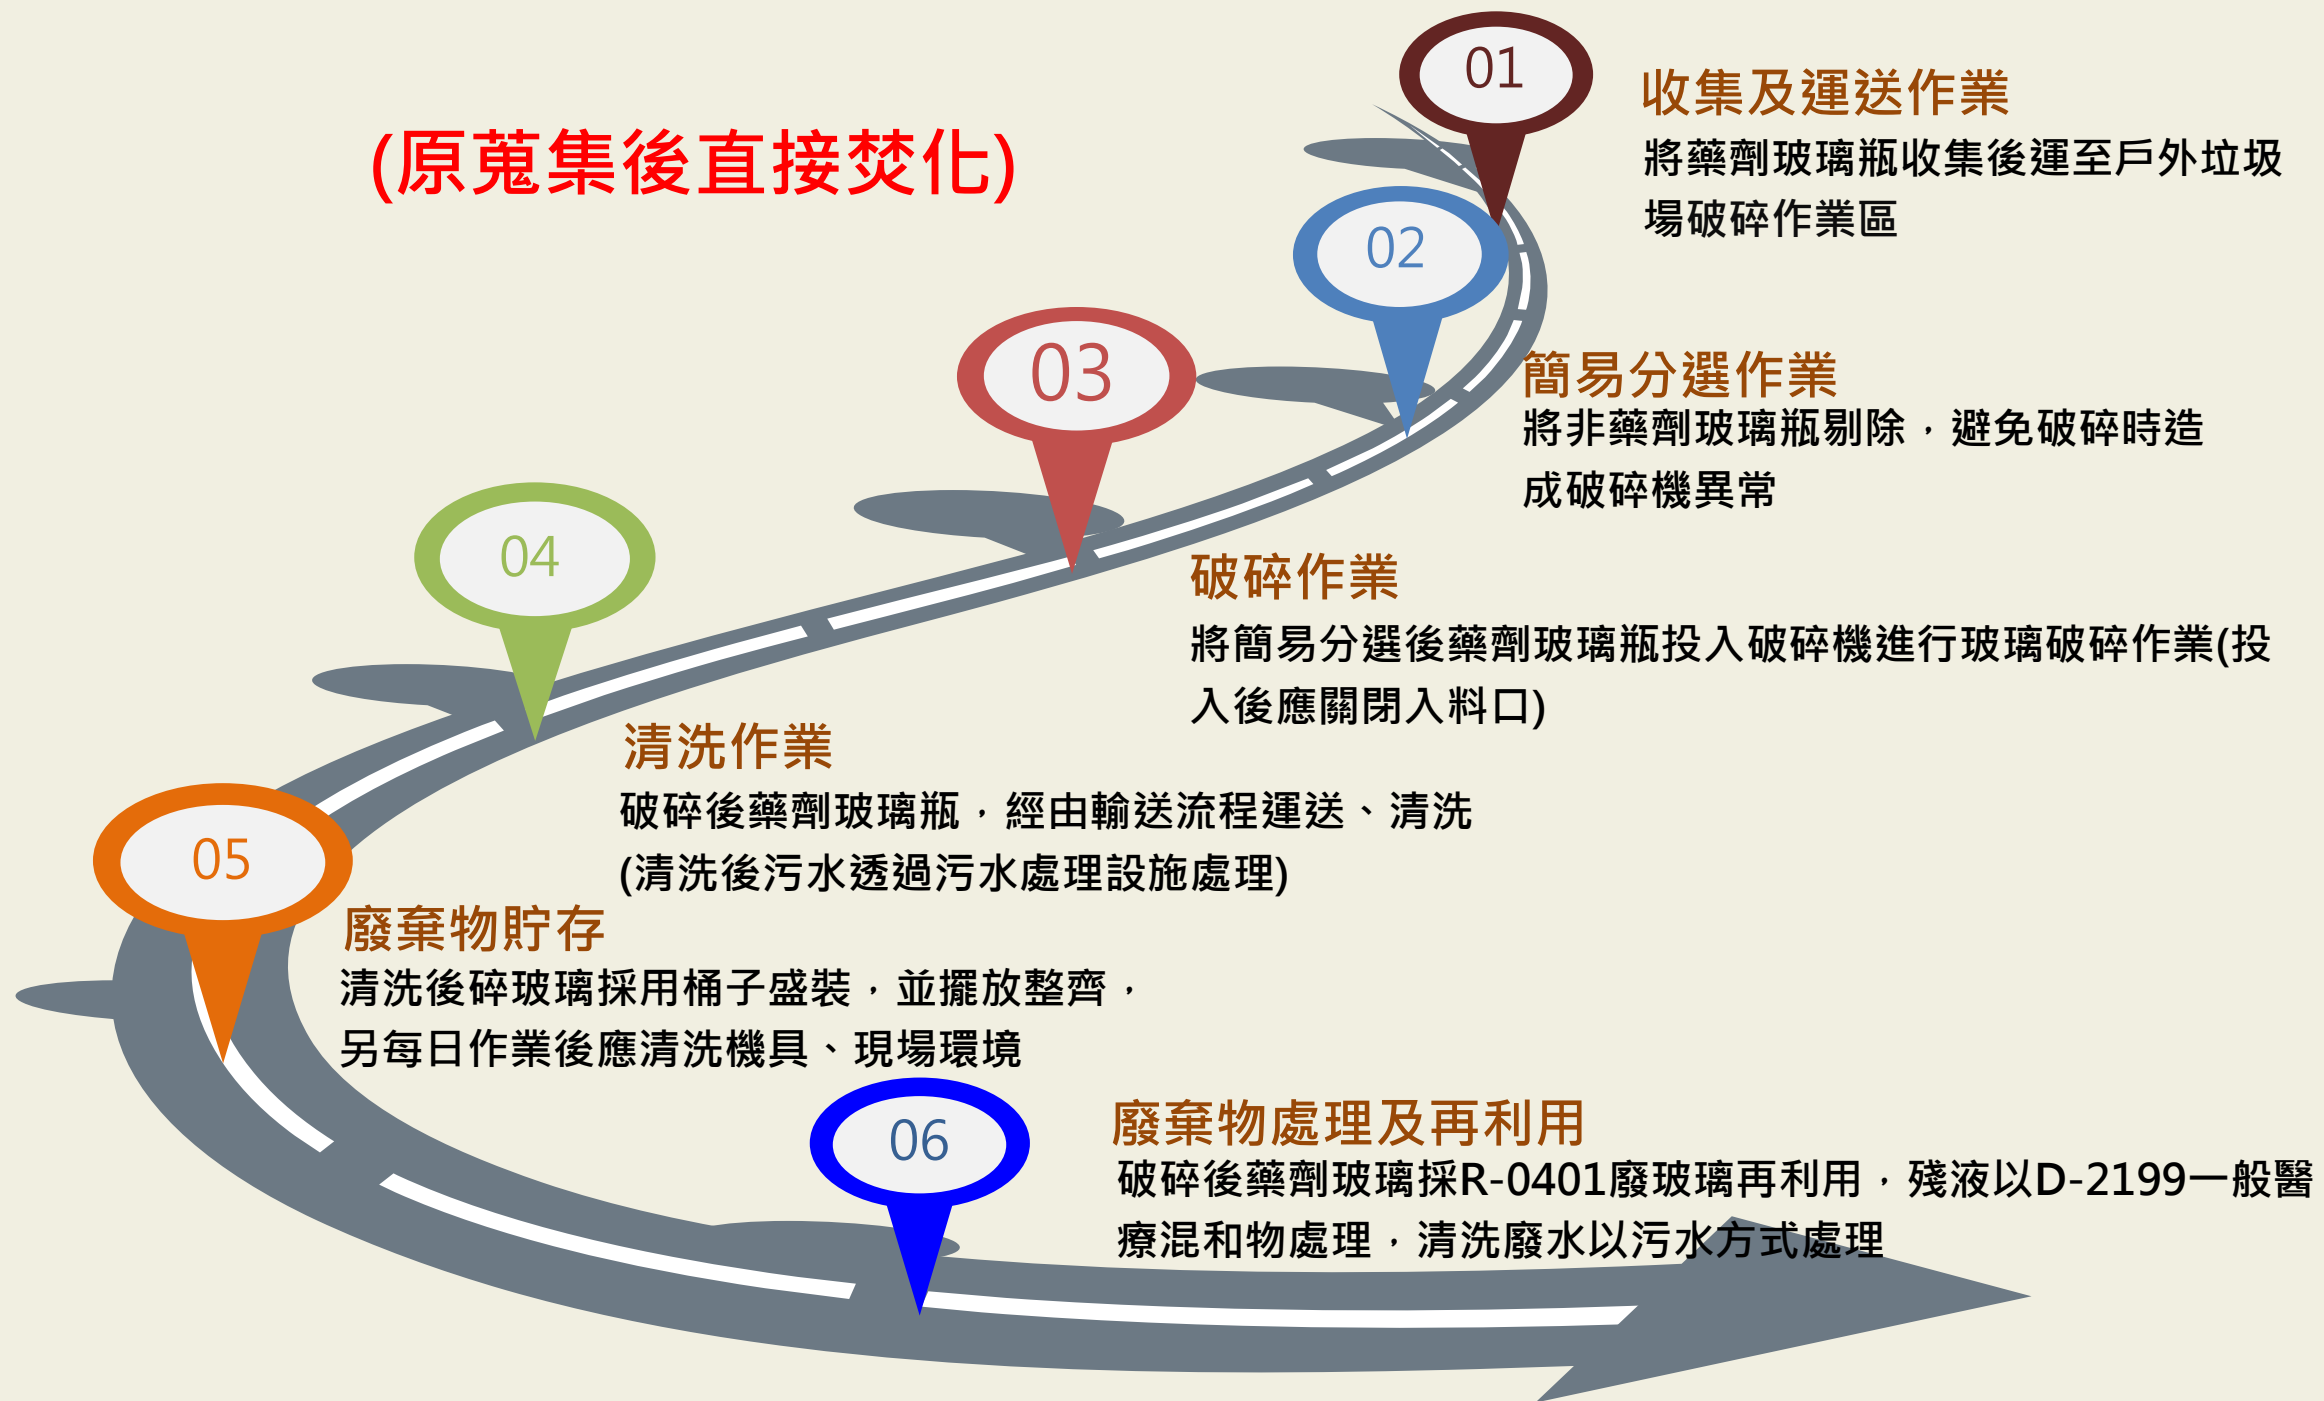 (原蒐集後直接焚化)
01
收集及運送作業
將藥劑玻璃瓶收集後運至戶外垃圾
場破碎作業區
02
簡易分選作業
將非藥劑玻璃瓶剔除，避免破碎時造
成破碎機異常
03
破碎作業
將簡易分選後藥劑玻璃瓶投入破碎機進行玻璃破碎作業(投
入後應關閉入料口)
04
清洗作業
破碎後藥劑玻璃瓶，經由輸送流程運送、清洗
(清洗後污水透過污水處理設施處理)
05
廢棄物貯存
清洗後碎玻璃採用桶子盛裝，並擺放整齊，
另每日作業後應清洗機具、現場環境
06
廢棄物處理及再利用
破碎後藥劑玻璃採R-0401廢玻璃再利用，殘液以D-2199一般醫
療混和物處理，清洗廢水以污水方式處理